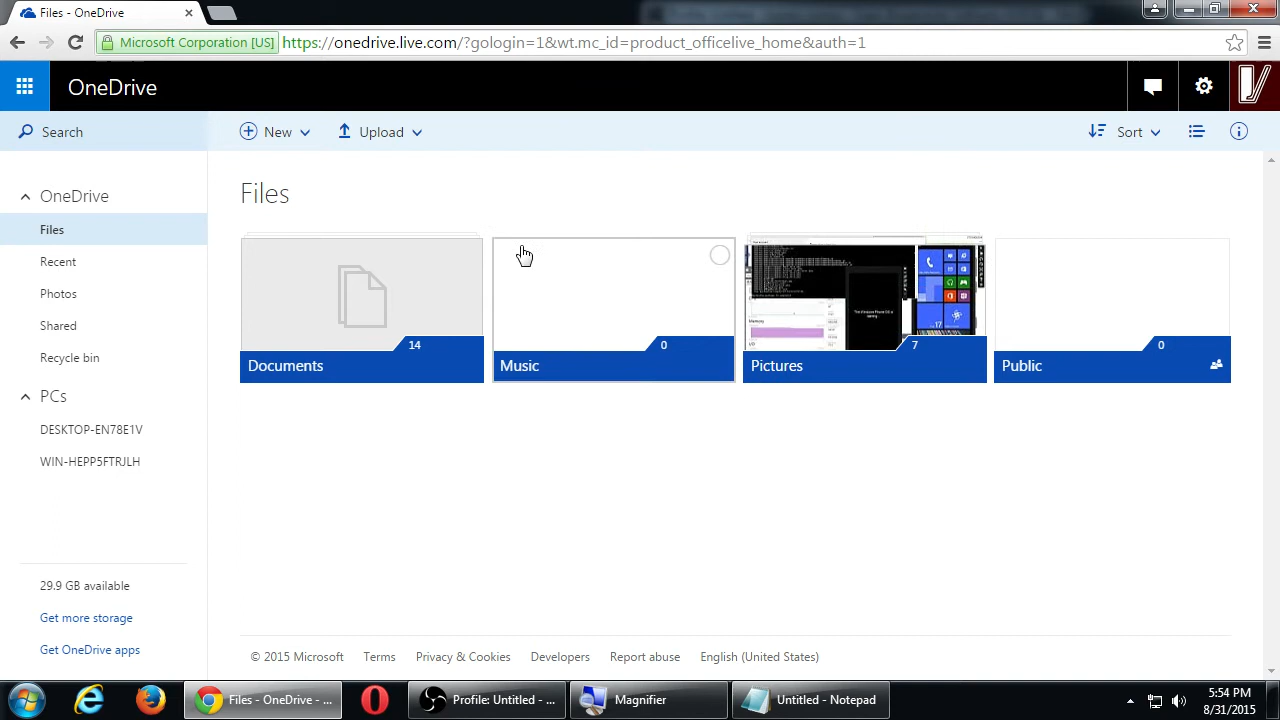 Files - OneDrive
Microsoft Corporation [US] https://onedrive.live.com/?gologin=1&wt.mc_id=product_officelive_home&auth=1
OneDrive
Search
New
Upload
Sort
OneDrive
Files
Recent
Photos
Shared
Recycle bin
PCs
DESKTOP-EN78E1V
WIN-HEPP5FTRJLH
29.9 GB available
Get more storage
Get OneDrive apps
Files
14
Documents
0
Music
7
Pictures
0
Public
© 2015 Microsoft Terms Privacy & Cookies Developers Report abuse English (United States)
Files - OneDrive - ...
Profile: Untitled - ...
Magnifier
Untitled - Notepad
5:54 PM
8/31/2015